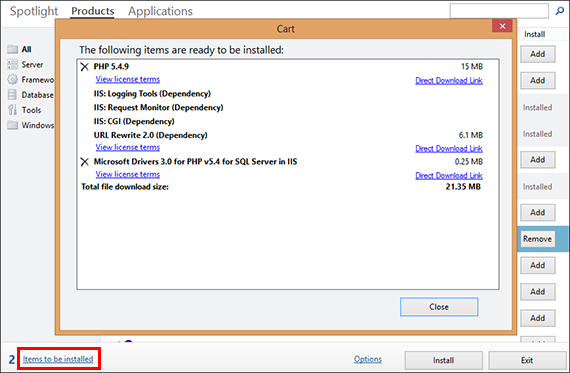 Spotlight Products Applications
Cart
The following items are ready to be installed:
Install
All
Server
Framewo
Database
Tools
Windows
PHP 5.4.9 15 MB
View license terms Direct Download Link
IIS: Logging Tools (Dependency)
IIS: Request Monitor (Dependency)
IIS: CGI (Dependency)
URL Rewrite 2.0 (Dependency) 6.1 MB
View license terms Direct Download Link
Microsoft Drivers 3.0 for PHP v5.4 for SQL Server in IIS 0.25 MB
View license terms Direct Download Link
Total file download size: 21.35 MB
Close
Add
Add
Installed
Installed
Add
Installed
Add
Remove
Add
Add
Add
2 Items to be installed Options Install Exit